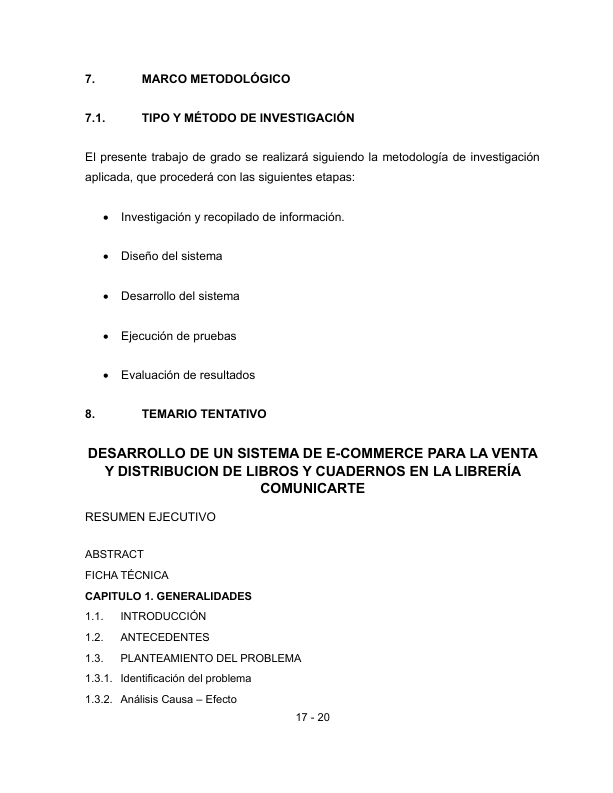 7. MARCO METODOLÓGICO
7.1. TIPO Y MÉTODO DE INVESTIGACIÓN
El presente trabajo de grado se realizará siguiendo la metodología de investigación
aplicada, que procederá con las siguientes etapas:
• Investigación y recopilado de información.
• Diseño del sistema
• Desarrollo del sistema
• Ejecución de pruebas
• Evaluación de resultados
8. TEMARIO TENTATIVO
DESARROLLO DE UN SISTEMA DE E-COMMERCE PARA LA VENTA
Y DISTRIBUCION DE LIBROS Y CUADERNOS EN LA LIBRERÍA
COMUNICARTE
RESUMEN EJECUTIVO
ABSTRACT
FICHA TÉCNICA
CAPITULO 1. GENERALIDADES
1.1. INTRODUCCIÓN
1.2. ANTECEDENTES
1.3. PLANTEAMIENTO DEL PROBLEMA
1.3.1. Identificación del problema
1.3.2. Análisis Causa – Efecto
17 - 20